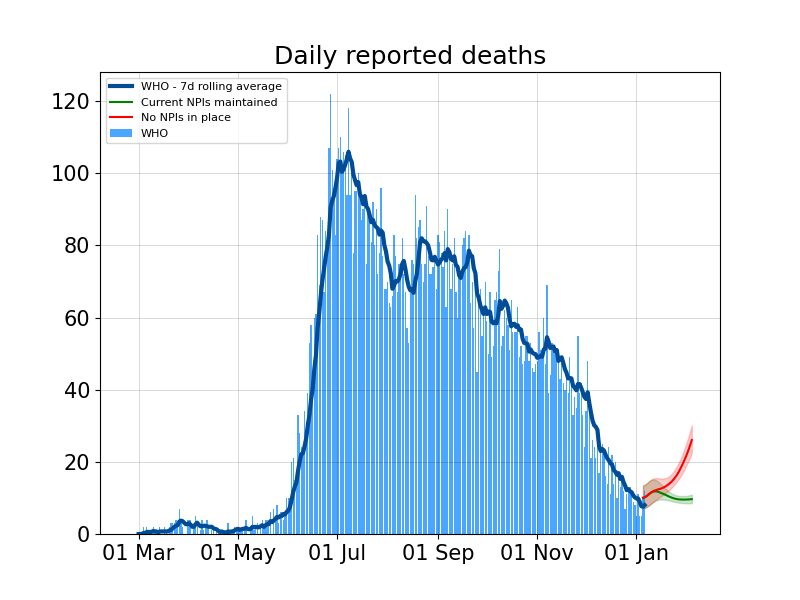 Daily reported deaths
WHO - 7d rolling average
Current NPIs maintained
No NPIs in place
WHO
120
100
80
60
40
20
0
01 Mar
01 May
01 Jul
01 Sep
01 Nov
01 Jan